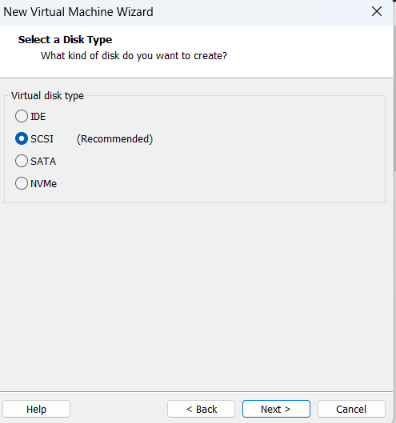 New Virtual Machine Wizard
Select a Disk Type
What kind of disk do you want to create?
Virtual disk type
IDE
SCSI (Recommended)
SATA
NVMe
Help < Back Next > Cancel